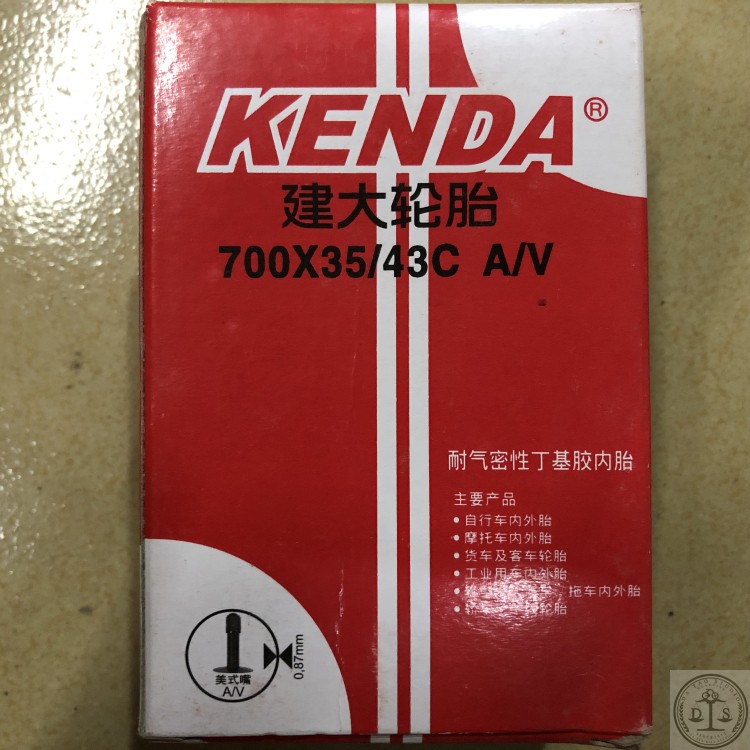 KENDA®
建大轮胎
700X35/43C A/V
耐气密性丁基胶内胎
主要产品
• 自行车内外胎
• 摩托车内外胎
• 货车及客车轮胎
• 工业用车内外胎
拖车内外胎
轮胎
美式嘴
A/V
0,87mm
D S